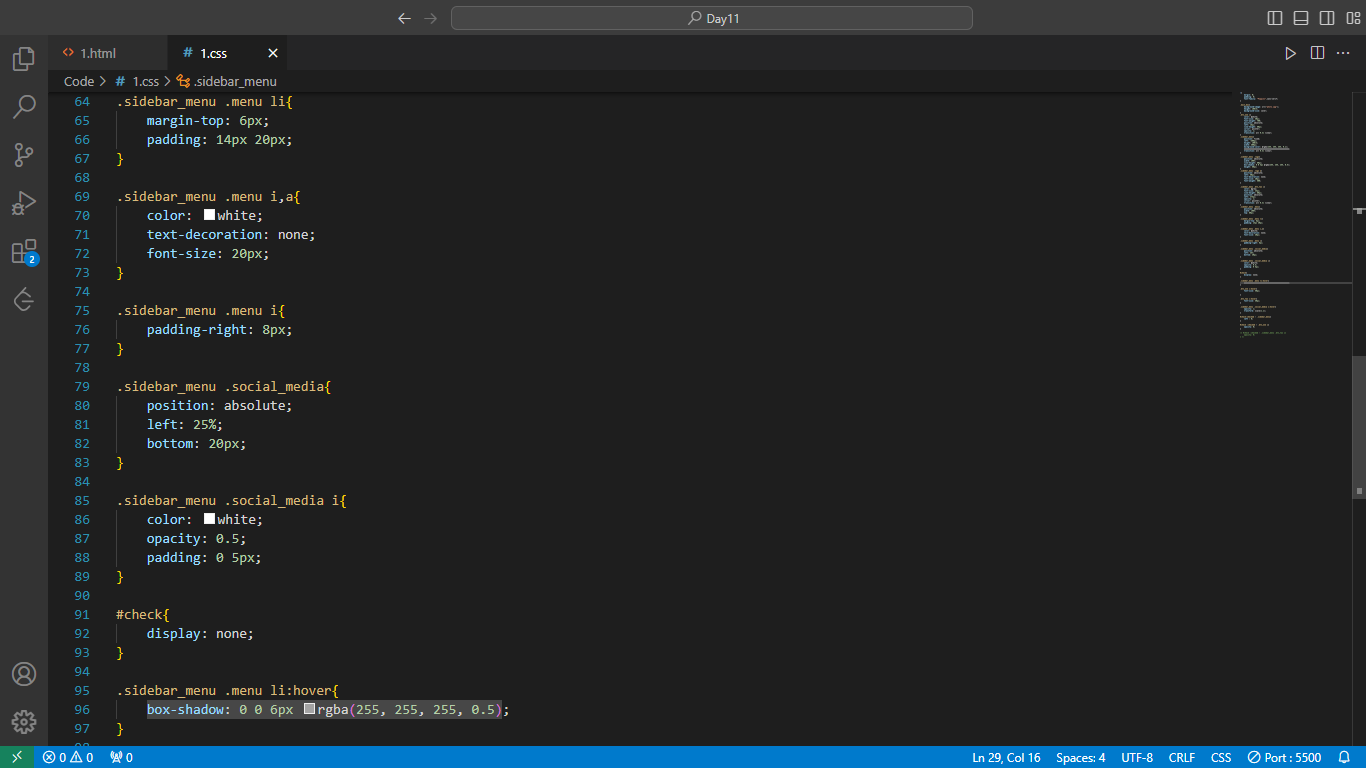 Day11
1.html
# 1.css
Code > # 1.css > .sidebar_menu
64 .sidebar_menu .menu li{
65 margin-top: 6px;
66 padding: 14px 20px;
67 }
68
69 .sidebar_menu .menu i,a{
70 color: white;
71 text-decoration: none;
72 font-size: 20px;
73 }
74
75 .sidebar_menu .menu i{
76 padding-right: 8px;
77 }
78
79 .sidebar_menu .social_media{
80 position: absolute;
81 left: 25%;
82 bottom: 20px;
83 }
84
85 .sidebar_menu .social_media i{
86 color: white;
87 opacity: 0.5;
88 padding: 0 5px;
89 }
90
91 #check{
92 display: none;
93 }
94
95 .sidebar_menu .menu li:hover{
96 box-shadow: 0 0 6px rgba(255, 255, 255, 0.5);
97 }
2
0 0 0 Ln 29, Col 16 Spaces: 4 UTF-8 CRLF CSS Port : 5500